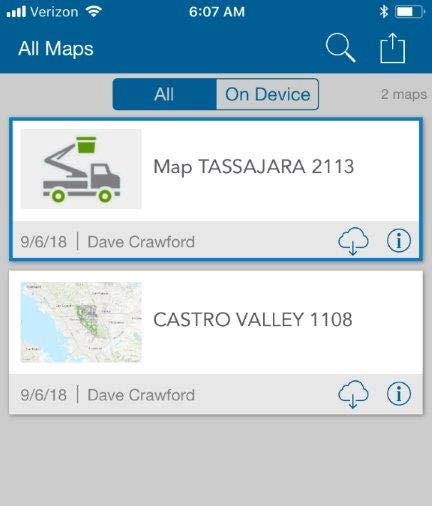 Verizon 6:07 AM
All Maps
All On Device 2 maps
Map TASSAJARA 2113
9/6/18 | Dave Crawford i
CASTRO VALLEY 1108
9/6/18 | Dave Crawford i